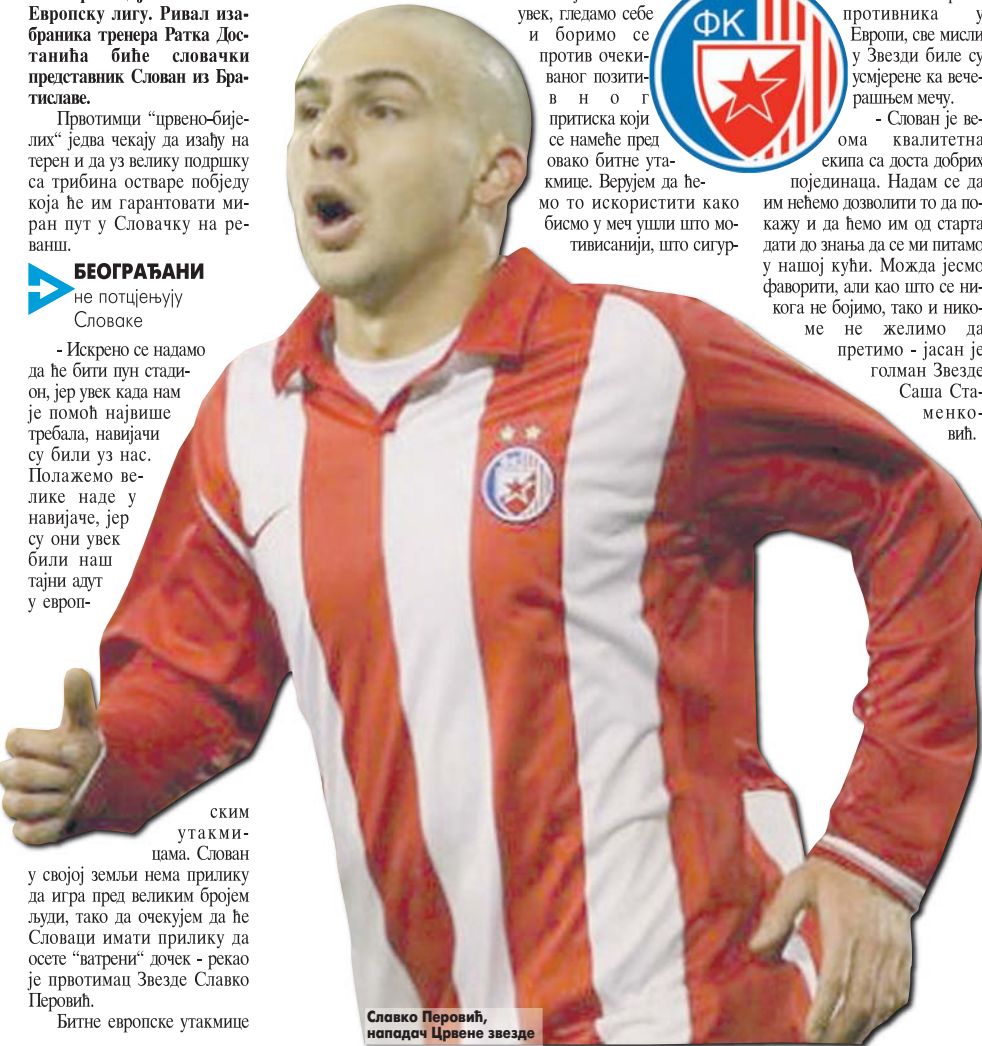 Европску лигу. Ривал иза-
браника тренера Ратка Дос-
танића биће словачки
представник Слован из Бра-
тиславе.
Првотимци “црвено-бије-
лих“ једва чекају да изађу на
терен и да уз велику подршку
са трибина остваре побједу
која ће им гарантовати ми-
ран пут у Словачку на ре-
ванш.
БЕОГРАЂАНИ
не потцјењују
Словаке
- Искрено се надамо
да ће бити пун стади-
он, јер увек када нам
је помоћ највише
требала, навијачи
су били уз нас.
Полажемо ве-
лике наде у
навијаче, јер
су они увек
били наш
тајни адут
у европ-
ским
утакми-
цама. Слован
у својој земљи нема прилику
да игра пред великим бројем
људи, тако да очекујем да ће
Словаци имати прилику да
осете “ватрени“ дочек - рекао
је првотимац Звезде Славко
Перовић.
Битне европске утакмице
увек, гледамо себе
и боримо се
против очеки-
ваног позити-
вног
притиска који
се намеће пред
овако битне ута-
кмице. Верујем да ће-
мо то искористити како
бисмо у меч ушли што мо-
тивисанији, што сигур-
ФК
противника у
Европи, све мисли
у Звезди биле су
усмјерене ка вече-
рашњем мечу.
- Слован је ве-
ома квалитетна
екипа са доста добрих
појединаца. Надам се да
им нећемо дозволити то да по-
кажу и да ћемо им од старта
дати до знања да се ми питамо
у нашој кући. Можда јесмо
фаворити, али као што се ни-
кога не бојимо, тако и нико-
ме не желимо да
претимо - јасан је
голман Звезде
Саша Ста-
менко-
вић.
Славко Перовић,
нападач Црвене звезде